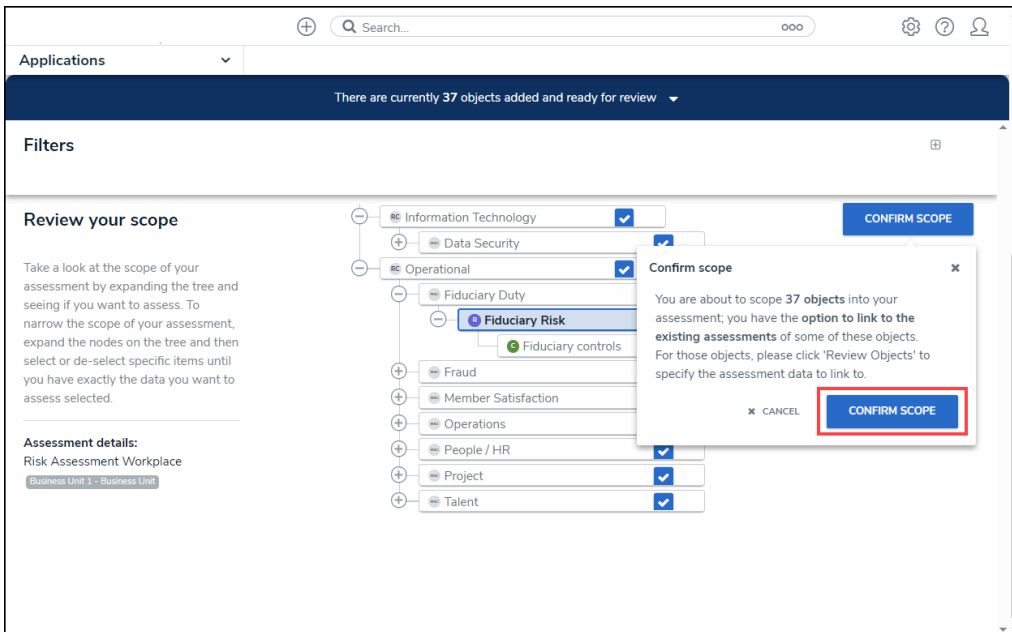 Search...
Applications
There are currently 37 objects added and ready for review
Filters
Review your scope
Take a look at the scope of your
assessment by expanding the tree and
seeing if you want to assess. To
narrow the scope of your assessment,
expand the nodes on the tree and then
select or de-select specific items until
you have exactly the data you want to
assess selected.
Assessment details:
Risk Assessment Workplace
Business Unit 1 - Business Unit
RC Information Technology
Data Security
RC Operational
Fiduciary Duty
R Fiduciary Risk
C Fiduciary controls
Fraud
Member Satisfaction
Operations
People / HR
Project
Talent
CONFIRM SCOPE
Confirm scope
You are about to scope 37 objects into your
assessment; you have the option to link to the
existing assessments of some of these objects.
For those objects, please click 'Review Objects' to
specify the assessment data to link to.
CANCEL
CONFIRM SCOPE